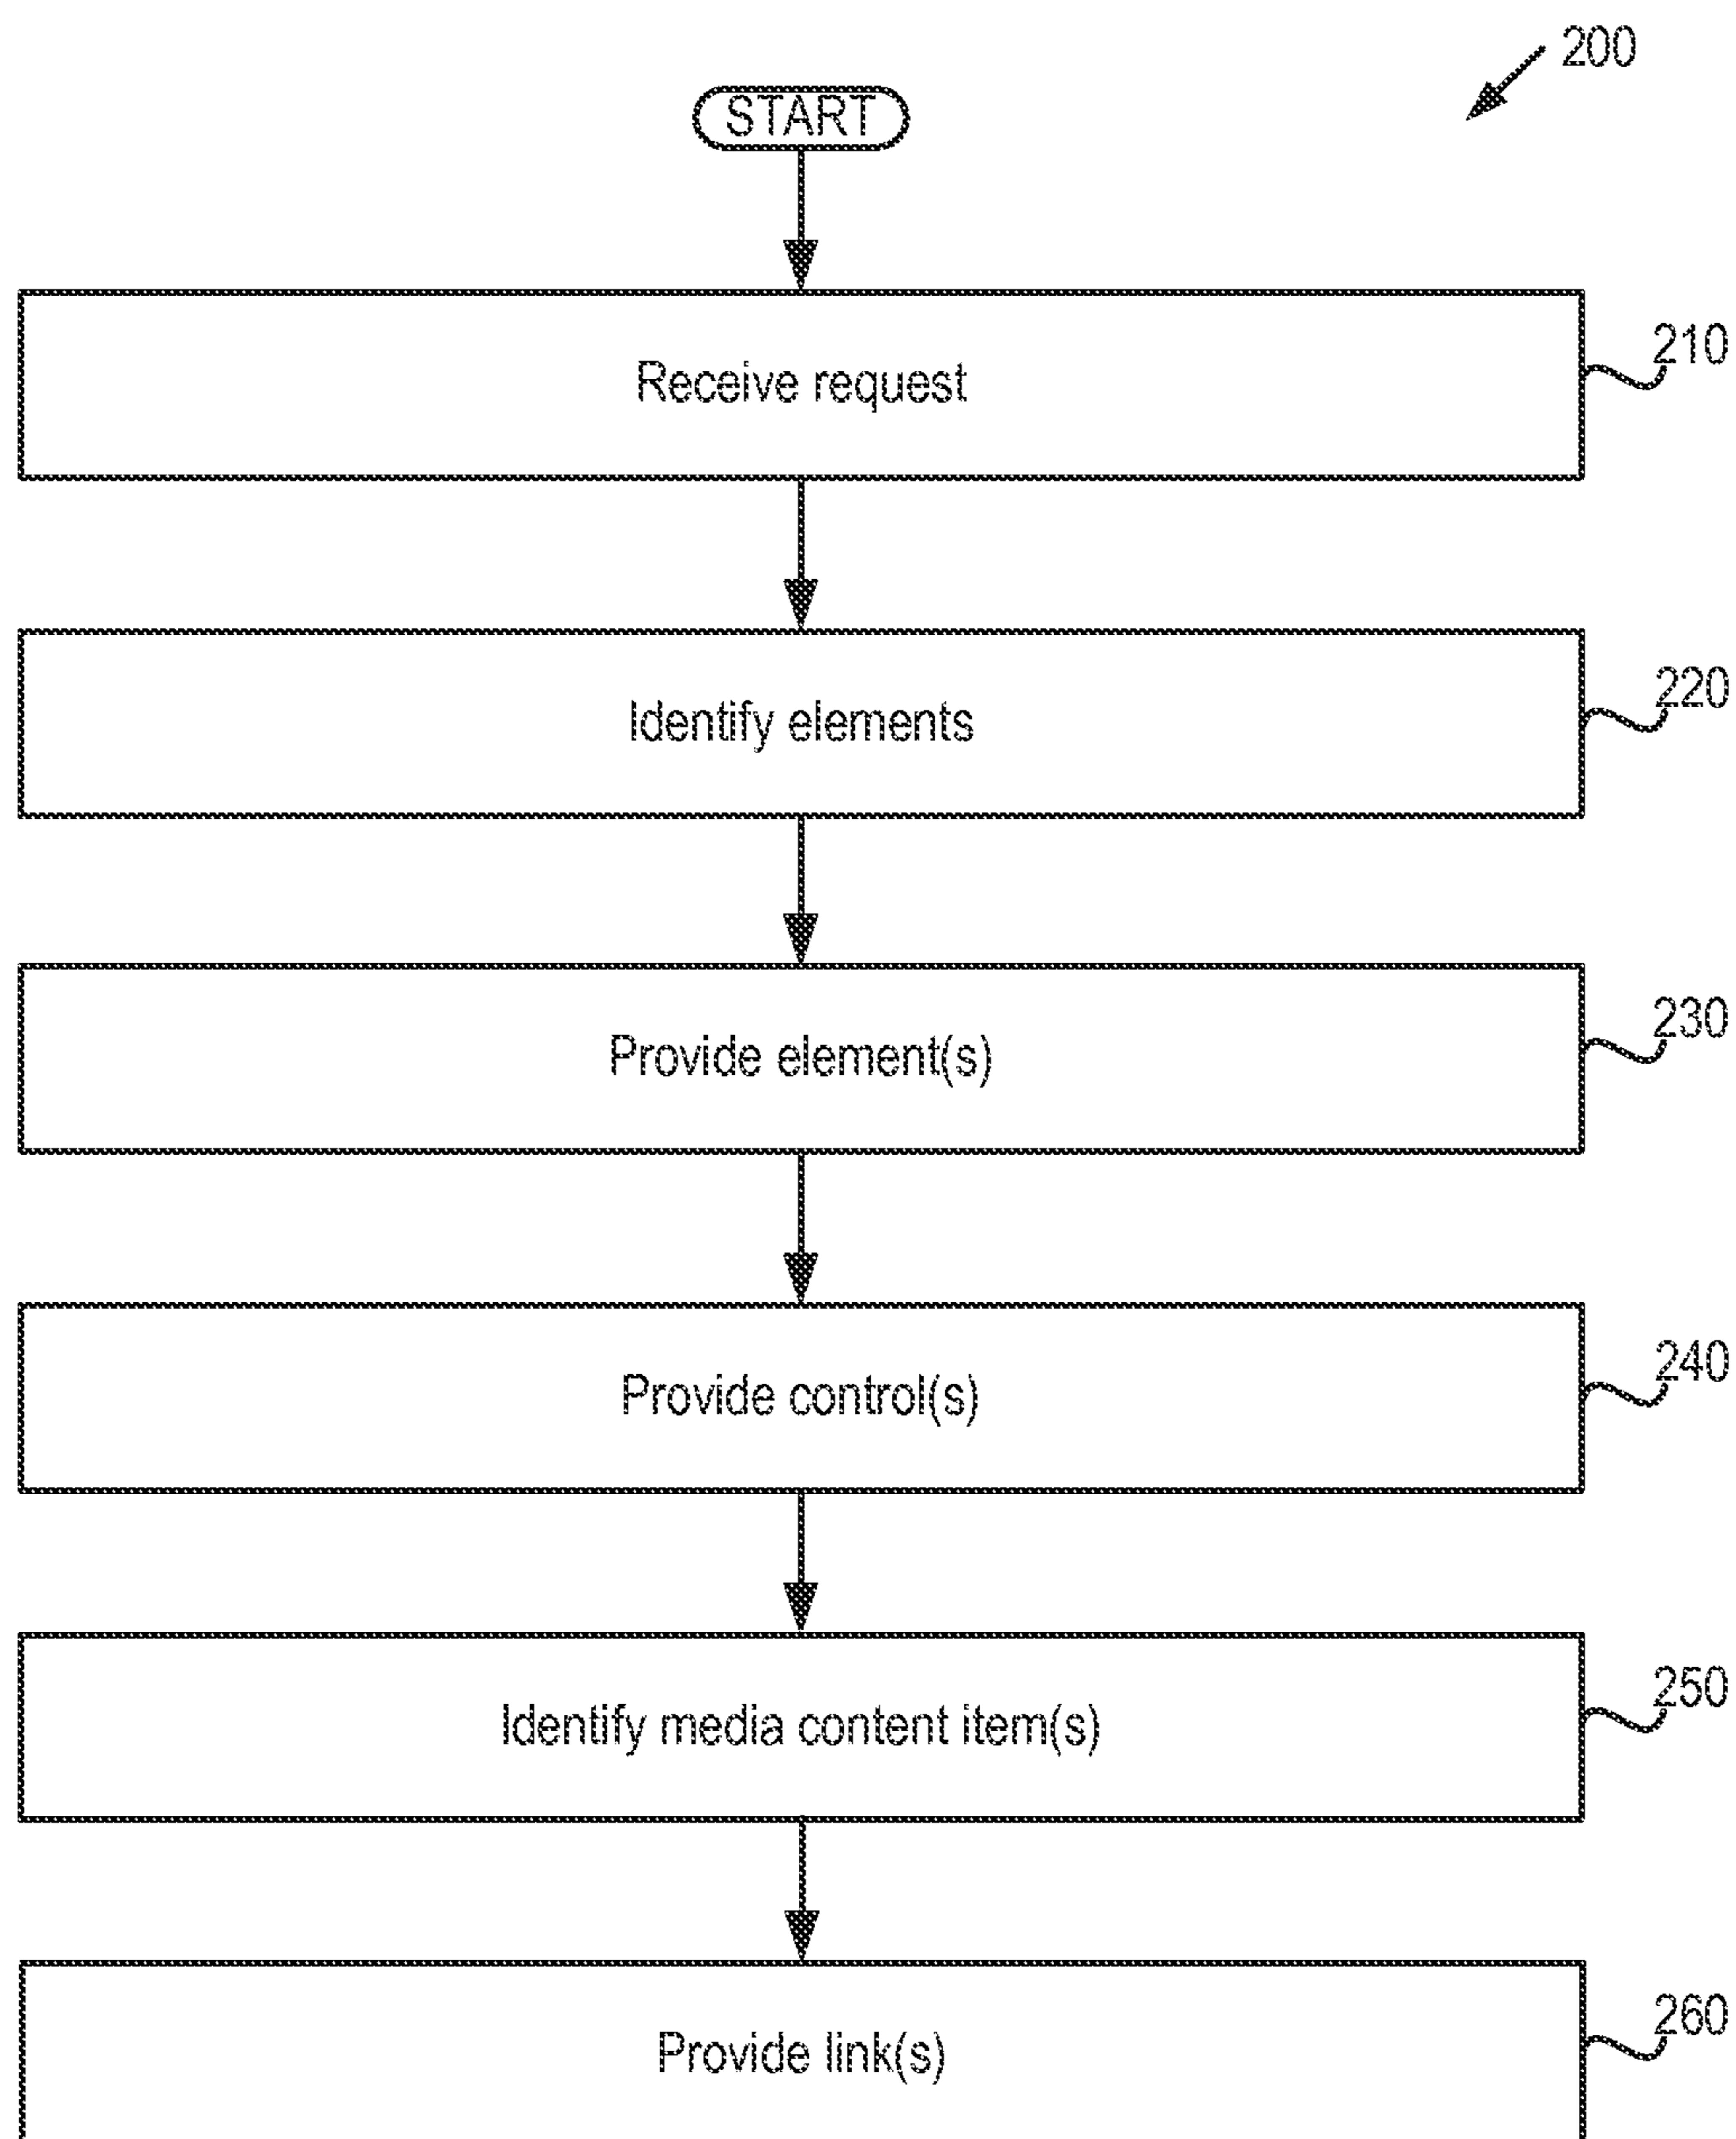 200
START
Receive request
210
Identify elements
220
Provide element(s)
230
Provide control(s)
240
Identify media content item(s)
250
Provide link(s)
260